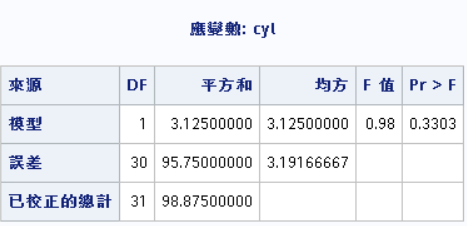 應變數: cyl
來源 DF 平方和 均方 F 值 Pr > F
模型 1 3.12500000 3.12500000 0.98 0.3303
誤差 30 95.75000000 3.19166667
已校正的總計 31 98.87500000